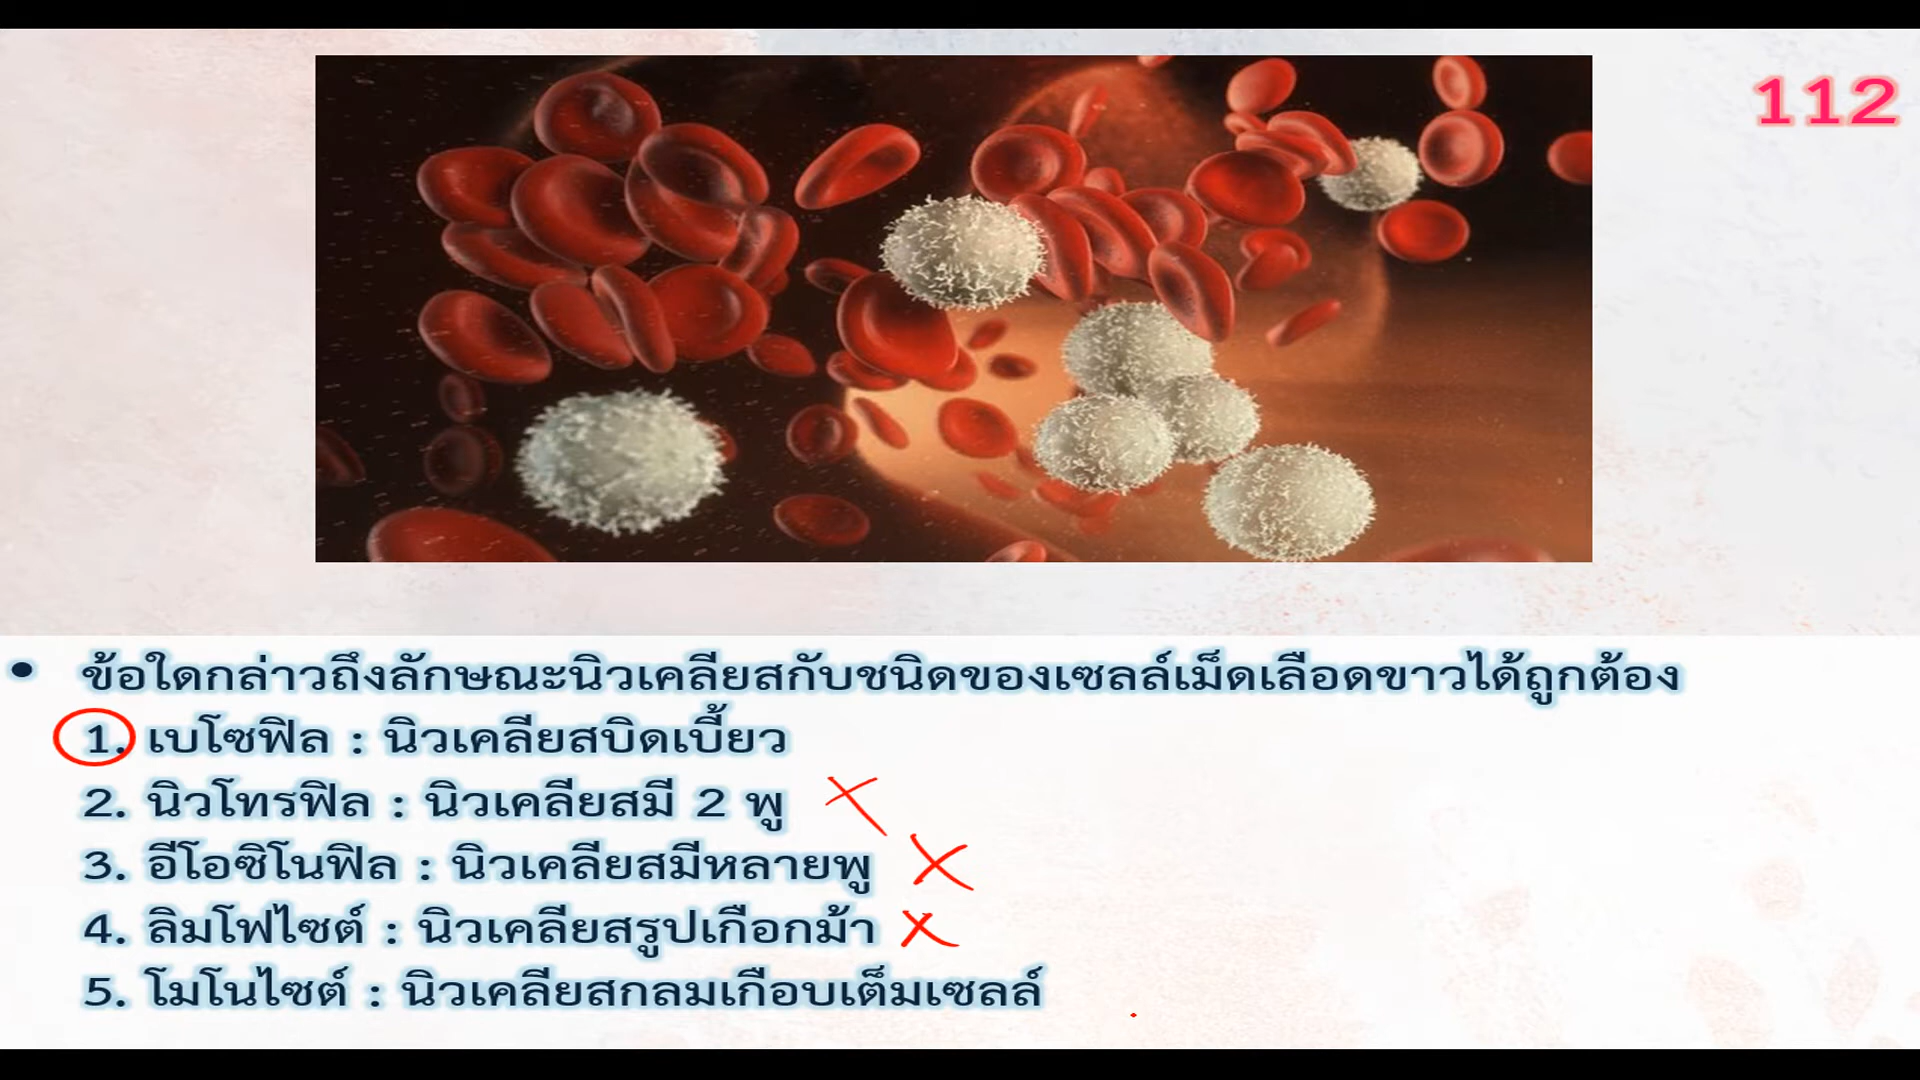 112
• ข้อใดกล่าวถึงลักษณะนิวเคลียสกับชนิดของเซลล์เม็ดเลือดขาวได้ถูกต้อง
1. เบโซฟิล : นิวเคลียสบิดเบี้ยว
2. นิวโทรฟิล : นิวเคลียสมี 2 พู
3. อีโอซิโนฟิล : นิวเคลียสมีหลายพู
4. ลิมโฟไซต์ : นิวเคลียสรูปเกือกม้า
5. โมโนไซต์ : นิวเคลียสกลมเกือบเต็มเซลล์